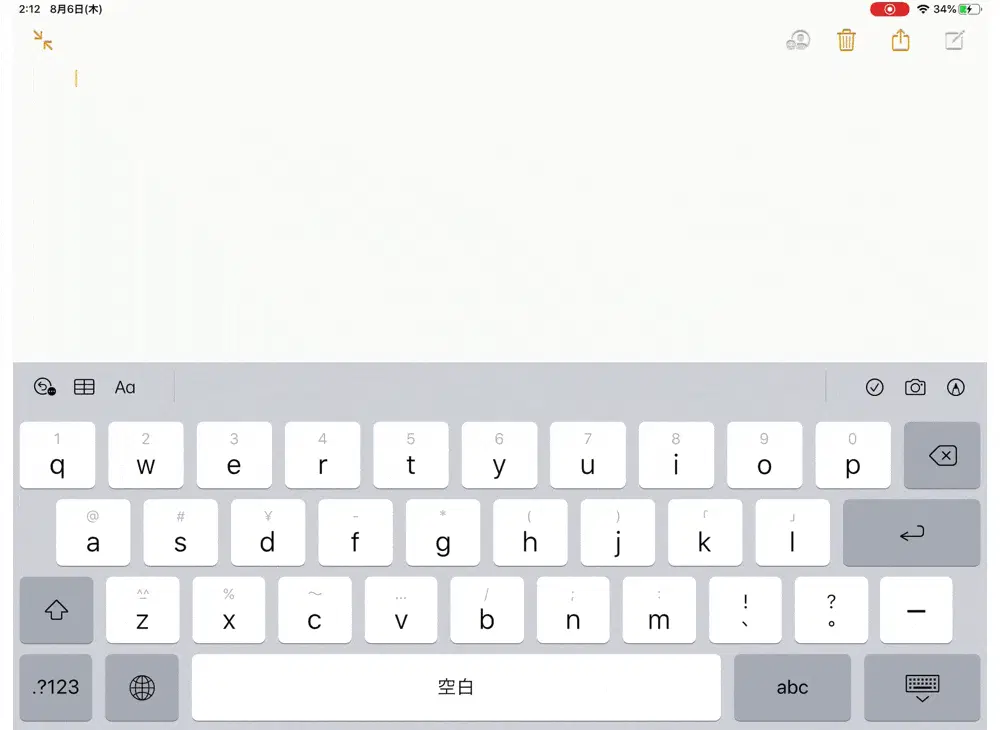 2:12 8月6日(木) 34%
Aa
1 2 3 4 5 6 7 8 9 0
q w e r t y u i o p
@ # ¥ - * ( ) 「 」
a s d f g h j k l
^^ % 〜 … / ; : ! ?
z x c v b n m 、 。 ー
.?123 空白 abc